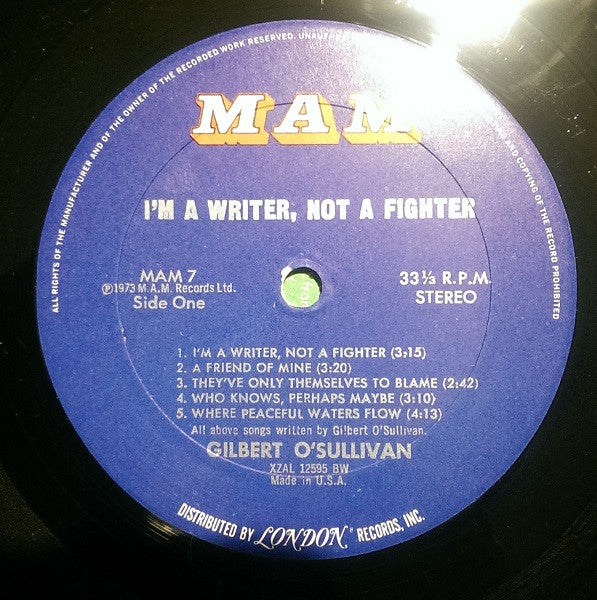 ALL RIGHTS OF THE MANUFACTURER AND OF THE OWNER OF THE RECORDED WORK RESERVED. UNAU
AND COPYING OF THE RECORD PROHIBITED.
MAM
I'M A WRITER, NOT A FIGHTER
MAM 7
33⅓ R.P.M.
℗1973 M.A.M. Records Ltd.
STEREO
Side One
1. I'M A WRITER, NOT A FIGHTER (3:15)
2. A FRIEND OF MINE (3:20)
3. THEY'VE ONLY THEMSELVES TO BLAME (2:42)
4. WHO KNOWS, PERHAPS MAYBE (3:10)
5. WHERE PEACEFUL WATERS FLOW (4:13)
All above songs written by Gilbert O'Sullivan.
GILBERT O'SULLIVAN
XZAL 12595 BW
Made in U.S.A.
DISTRIBUTED BY LONDON RECORDS, INC.